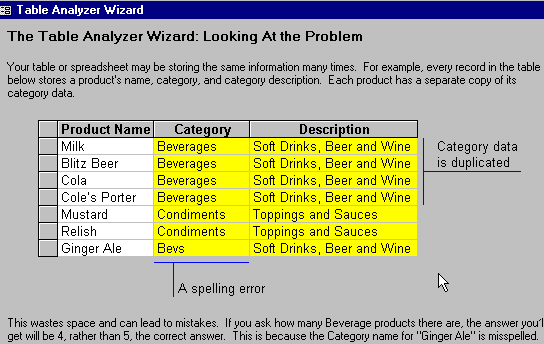 Table Analyzer Wizard
The Table Analyzer Wizard: Looking At the Problem
Your table or spreadsheet may be storing the same information many times. For example, every record in the table
below stores a product's name, category, and category description. Each product has a separate copy of its
category data.
Product Name Category Description
Milk Beverages Soft Drinks, Beer and Wine
Blitz Beer Beverages Soft Drinks, Beer and Wine
Cola Beverages Soft Drinks, Beer and Wine
Cole's Porter Beverages Soft Drinks, Beer and Wine
Mustard Condiments Toppings and Sauces
Relish Condiments Toppings and Sauces
Ginger Ale Bevs Soft Drinks, Beer and Wine
Category data
is duplicated
A spelling error
This wastes space and can lead to mistakes. If you ask how many Beverage products there are, the answer you'l
get will be 4, rather than 5, the correct answer. This is because the Category name for "Ginger Ale" is misspelled.